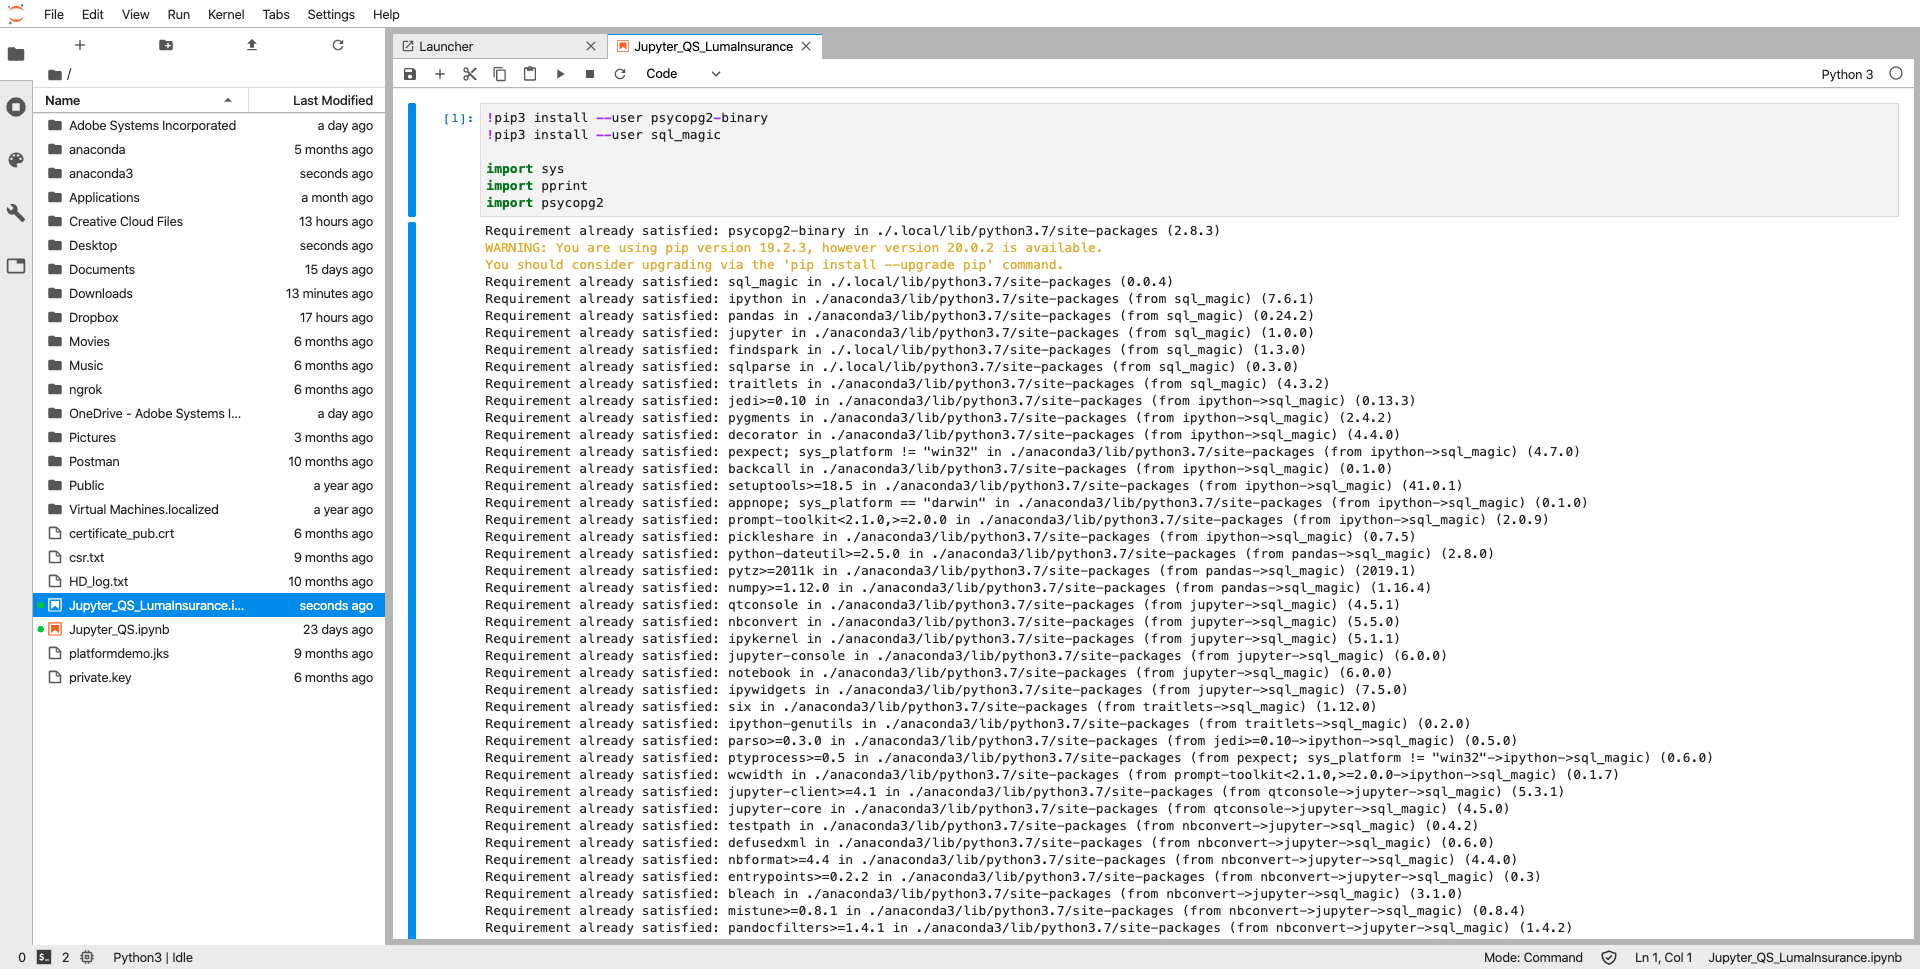 File Edit View Run Kernel Tabs Settings Help
/
Name Last Modified
Adobe Systems Incorporated a day ago
anaconda 5 months ago
anaconda3 seconds ago
Applications a month ago
Creative Cloud Files 13 hours ago
Desktop seconds ago
Documents 15 days ago
Downloads 13 minutes ago
Dropbox 17 hours ago
Movies 6 months ago
Music 6 months ago
ngrok 6 months ago
OneDrive - Adobe Systems I... a day ago
Pictures 3 months ago
Postman 10 months ago
Public a year ago
Virtual Machines.localized a year ago
certificate_pub.crt 6 months ago
csr.txt 9 months ago
HD_log.txt 10 months ago
Jupyter_QS_LumaInsurance.i... seconds ago
Jupyter_QS.ipynb 23 days ago
platformdemo.jks 9 months ago
private.key 6 months ago
Launcher Jupyter_QS_LumaInsurance
Code Python 3
[1]: !pip3 install --user psycopg2-binary
!pip3 install --user sql_magic
import sys
import pprint
import psycopg2
Requirement already satisfied: psycopg2-binary in ./.local/lib/python3.7/site-packages (2.8.3)
WARNING: You are using pip version 19.2.3, however version 20.0.2 is available.
You should consider upgrading via the 'pip install --upgrade pip' command.
Requirement already satisfied: sql_magic in ./.local/lib/python3.7/site-packages (0.0.4)
Requirement already satisfied: ipython in ./anaconda3/lib/python3.7/site-packages (from sql_magic) (7.6.1)
Requirement already satisfied: pandas in ./anaconda3/lib/python3.7/site-packages (from sql_magic) (0.24.2)
Requirement already satisfied: jupyter in ./anaconda3/lib/python3.7/site-packages (from sql_magic) (1.0.0)
Requirement already satisfied: findspark in ./.local/lib/python3.7/site-packages (from sql_magic) (1.3.0)
Requirement already satisfied: sqlparse in ./.local/lib/python3.7/site-packages (from sql_magic) (0.3.0)
Requirement already satisfied: traitlets in ./anaconda3/lib/python3.7/site-packages (from sql_magic) (4.3.2)
Requirement already satisfied: jedi>=0.10 in ./anaconda3/lib/python3.7/site-packages (from ipython->sql_magic) (0.13.3)
Requirement already satisfied: pygments in ./anaconda3/lib/python3.7/site-packages (from ipython->sql_magic) (2.4.2)
Requirement already satisfied: decorator in ./anaconda3/lib/python3.7/site-packages (from ipython->sql_magic) (4.4.0)
Requirement already satisfied: pexpect; sys_platform != "win32" in ./anaconda3/lib/python3.7/site-packages (from ipython->sql_magic) (4.7.0)
Requirement already satisfied: backcall in ./anaconda3/lib/python3.7/site-packages (from ipython->sql_magic) (0.1.0)
Requirement already satisfied: setuptools>=18.5 in ./anaconda3/lib/python3.7/site-packages (from ipython->sql_magic) (41.0.1)
Requirement already satisfied: appnope; sys_platform == "darwin" in ./anaconda3/lib/python3.7/site-packages (from ipython->sql_magic) (0.1.0)
Requirement already satisfied: prompt-toolkit<2.1.0,>=2.0.0 in ./anaconda3/lib/python3.7/site-packages (from ipython->sql_magic) (2.0.9)
Requirement already satisfied: pickleshare in ./anaconda3/lib/python3.7/site-packages (from ipython->sql_magic) (0.7.5)
Requirement already satisfied: python-dateutil>=2.5.0 in ./anaconda3/lib/python3.7/site-packages (from pandas->sql_magic) (2.8.0)
Requirement already satisfied: pytz>=2011k in ./anaconda3/lib/python3.7/site-packages (from pandas->sql_magic) (2019.1)
Requirement already satisfied: numpy>=1.12.0 in ./anaconda3/lib/python3.7/site-packages (from pandas->sql_magic) (1.16.4)
Requirement already satisfied: qtconsole in ./anaconda3/lib/python3.7/site-packages (from jupyter->sql_magic) (4.5.1)
Requirement already satisfied: nbconvert in ./anaconda3/lib/python3.7/site-packages (from jupyter->sql_magic) (5.5.0)
Requirement already satisfied: ipykernel in ./anaconda3/lib/python3.7/site-packages (from jupyter->sql_magic) (5.1.1)
Requirement already satisfied: jupyter-console in ./anaconda3/lib/python3.7/site-packages (from jupyter->sql_magic) (6.0.0)
Requirement already satisfied: notebook in ./anaconda3/lib/python3.7/site-packages (from jupyter->sql_magic) (6.0.0)
Requirement already satisfied: ipywidgets in ./anaconda3/lib/python3.7/site-packages (from jupyter->sql_magic) (7.5.0)
Requirement already satisfied: six in ./anaconda3/lib/python3.7/site-packages (from traitlets->sql_magic) (1.12.0)
Requirement already satisfied: ipython-genutils in ./anaconda3/lib/python3.7/site-packages (from traitlets->sql_magic) (0.2.0)
Requirement already satisfied: parso>=0.3.0 in ./anaconda3/lib/python3.7/site-packages (from jedi>=0.10->ipython->sql_magic) (0.5.0)
Requirement already satisfied: ptyprocess>=0.5 in ./anaconda3/lib/python3.7/site-packages (from pexpect; sys_platform != "win32"->ipython->sql_magic) (0.6.0)
Requirement already satisfied: wcwidth in ./anaconda3/lib/python3.7/site-packages (from prompt-toolkit<2.1.0,>=2.0.0->ipython->sql_magic) (0.1.7)
Requirement already satisfied: jupyter-client>=4.1 in ./anaconda3/lib/python3.7/site-packages (from qtconsole->jupyter->sql_magic) (5.3.1)
Requirement already satisfied: jupyter-core in ./anaconda3/lib/python3.7/site-packages (from qtconsole->jupyter->sql_magic) (4.5.0)
Requirement already satisfied: testpath in ./anaconda3/lib/python3.7/site-packages (from nbconvert->jupyter->sql_magic) (0.4.2)
Requirement already satisfied: defusedxml in ./anaconda3/lib/python3.7/site-packages (from nbconvert->jupyter->sql_magic) (0.6.0)
Requirement already satisfied: nbformat>=4.4 in ./anaconda3/lib/python3.7/site-packages (from nbconvert->jupyter->sql_magic) (4.4.0)
Requirement already satisfied: entrypoints>=0.2.2 in ./anaconda3/lib/python3.7/site-packages (from nbconvert->jupyter->sql_magic) (0.3)
Requirement already satisfied: bleach in ./anaconda3/lib/python3.7/site-packages (from nbconvert->jupyter->sql_magic) (3.1.0)
Requirement already satisfied: mistune>=0.8.1 in ./anaconda3/lib/python3.7/site-packages (from nbconvert->jupyter->sql_magic) (0.8.4)
Requirement already satisfied: pandocfilters>=1.4.1 in ./anaconda3/lib/python3.7/site-packages (from nbconvert->jupyter->sql_magic) (1.4.2)
0 $_ 2 Python3 | Idle Mode: Command Ln 1, Col 1 Jupyter_QS_LumaInsurance.ipynb